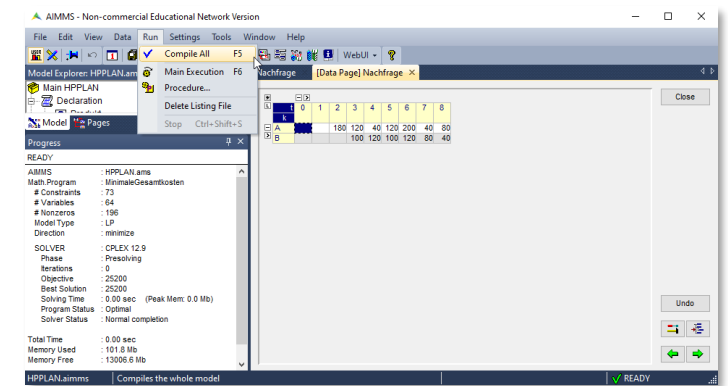 AIMMS - Non-commercial Educational Network Version
File Edit View Data Run Settings Tools Window Help
WebUI
Compile All F5
Main Execution F6
Procedure...
Delete Listing File
Stop Ctrl+Shift+S
Model Explorer: HPPLAN.am
Main HPPLAN
Declaration
Model Pages
Nachfrage [Data Page] Nachfrage
Close
t 0 1 2 3 4 5 6 7 8
k
A 180 120 40 120 200 40 80
B 100 120 100 120 80 40
Progress
READY
AIMMS : HPPLAN.ams
Math.Program : MinimaleGesamtkosten
# Constraints : 73
# Variables : 64
# Nonzeros : 196
Model Type : LP
Direction : minimize
SOLVER : CPLEX 12.9
Phase : Presolving
Iterations : 0
Objective : 25200
Best Solution : 25200
Solving Time : 0.00 sec (Peak Mem: 0.0 Mb)
Program Status : Optimal
Solver Status : Normal completion
Total Time : 0.00 sec
Memory Used : 101.8 Mb
Memory Free : 13006.6 Mb
Undo
HPPLAN.aimms Compiles the whole model READY